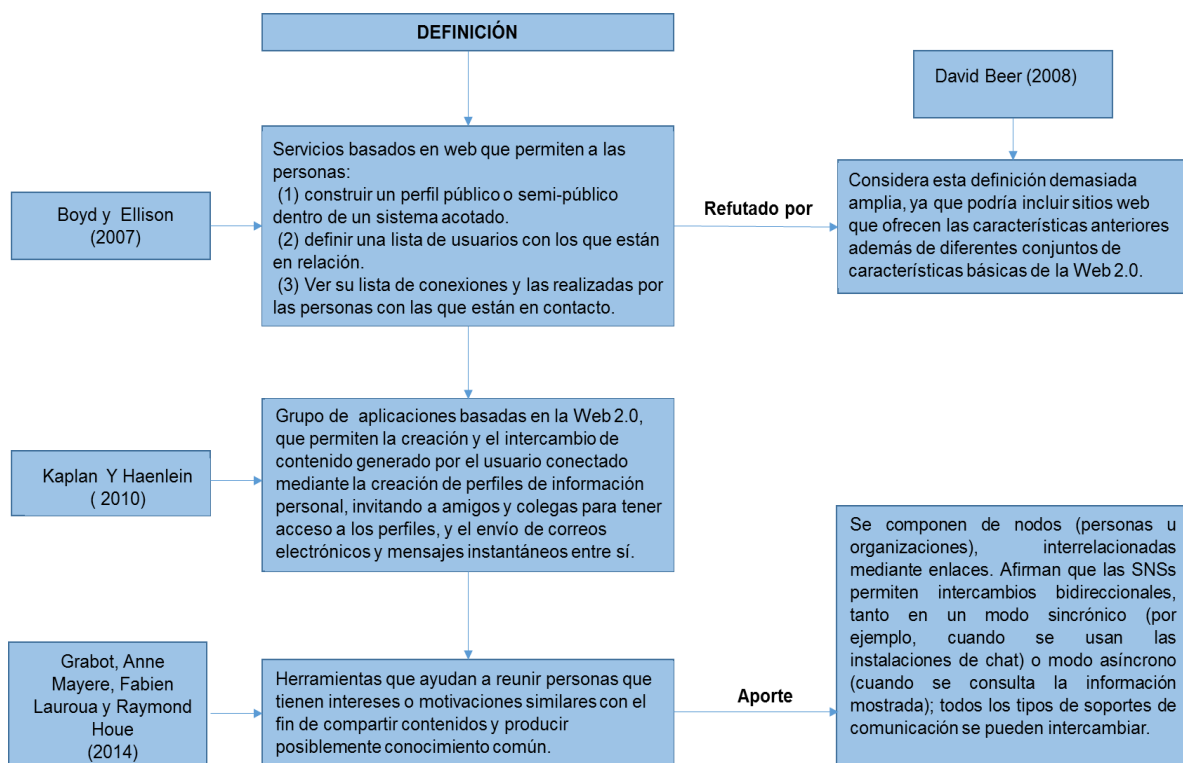 DEFINICIÓN
David Beer (2008)
Boyd y Ellison
(2007)
Servicios basados en web que permiten a las
personas:
(1) construir un perfil público o semi-público
dentro de un sistema acotado.
(2) definir una lista de usuarios con los que están
en relación.
(3) Ver su lista de conexiones y las realizadas por
las personas con las que están en contacto.
Refutado por
Considera esta definición demasiada
amplia, ya que podría incluir sitios web
que ofrecen las características anteriores
además de diferentes conjuntos de
características básicas de la Web 2.0.
Kaplan Y Haenlein
( 2010)
Grupo de aplicaciones basadas en la Web 2.0,
que permiten la creación y el intercambio de
contenido generado por el usuario conectado
mediante la creación de perfiles de información
personal, invitando a amigos y colegas para tener
acceso a los perfiles, y el envío de correos
electrónicos y mensajes instantáneos entre sí.
Grabot, Anne
Mayere, Fabien
Lauroua y Raymond
Houe
(2014)
Herramientas que ayudan a reunir personas que
tienen intereses o motivaciones similares con el
fin de compartir contenidos y producir
posiblemente conocimiento común.
Aporte
Se componen de nodos (personas u
organizaciones), interrelacionadas
mediante enlaces. Afirman que las SNSs
permiten intercambios bidireccionales,
tanto en un modo sincrónico (por
ejemplo, cuando se usan las
instalaciones de chat) o modo asíncrono
(cuando se consulta la información
mostrada); todos los tipos de soportes de
comunicación se pueden intercambiar.